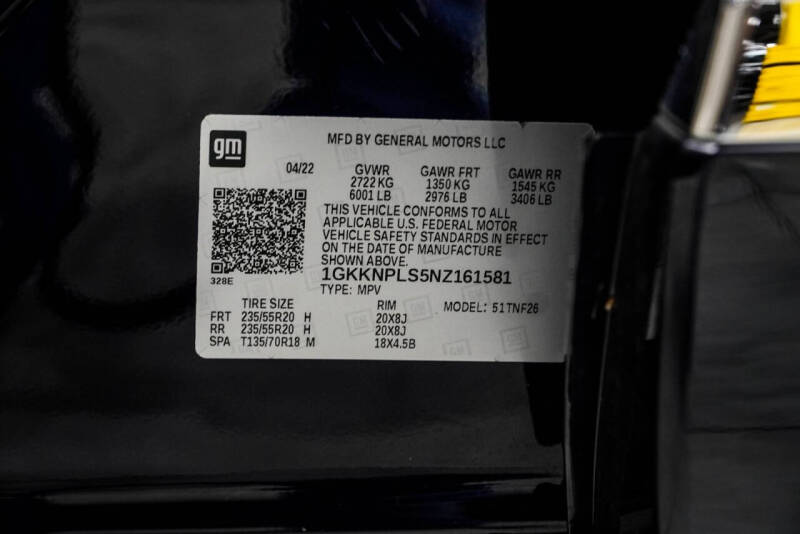 gm
MFD BY GENERAL MOTORS LLC
04/22 GVWR GAWR FRT GAWR RR
2722 KG 1350 KG 1545 KG
6001 LB 2976 LB 3406 LB
THIS VEHICLE CONFORMS TO ALL
APPLICABLE U.S. FEDERAL MOTOR
VEHICLE SAFETY STANDARDS IN EFFECT
ON THE DATE OF MANUFACTURE
SHOWN ABOVE.
328E
1GKKNPLS5NZ161581
TYPE: MPV
TIRE SIZE RIM MODEL: 51TNF26
FRT 235/55R20 H 20X8J
RR 235/55R20 H 20X8J
SPA T135/70R18 M 18X4.5B